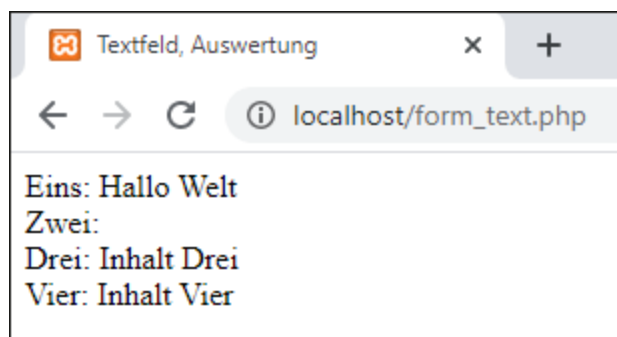 Textfeld, Auswertung
localhost/form_text.php
Eins: Hallo Welt
Zwei:
Drei: Inhalt Drei
Vier: Inhalt Vier